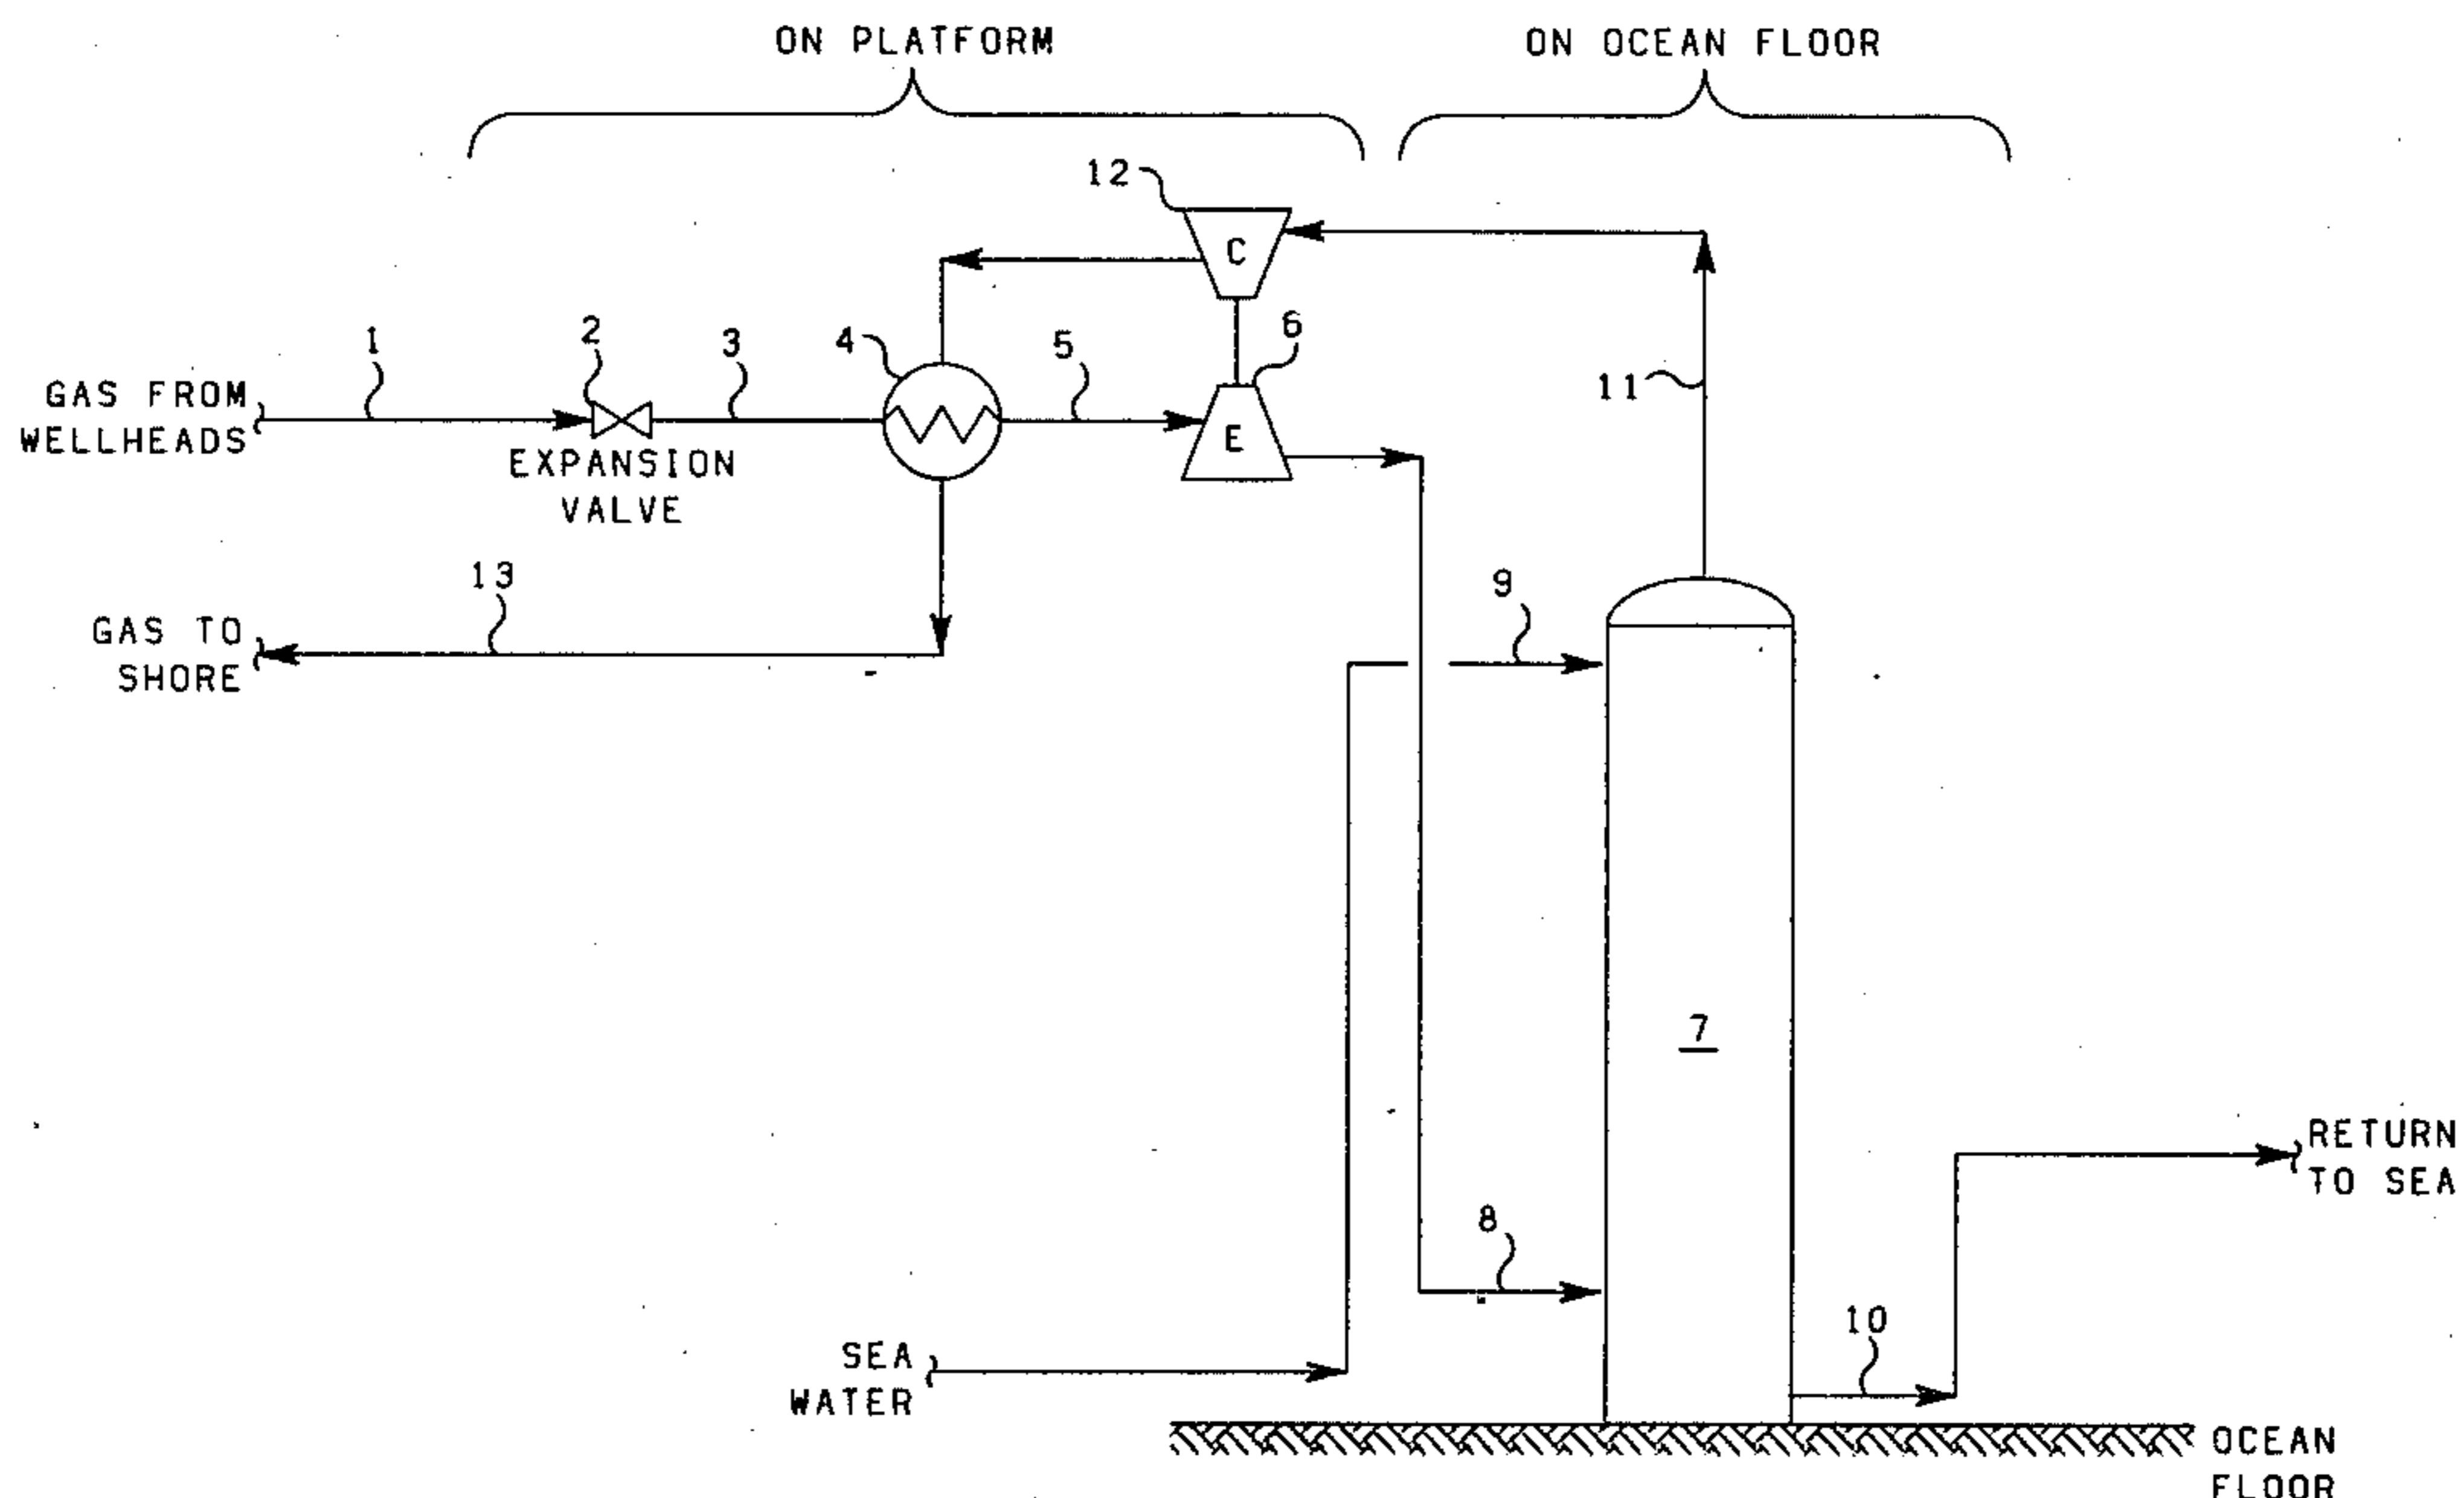 ON PLATFORM
ON OCEAN FLOOR
12
C
1
2
3
4
5
6
11
GAS FROM
WELLHEADS
E
EXPANSION
VALVE
13
9
GAS TO
SHORE
7
RETURN
TO SEA
8
10
SEA
WATER
OCEAN
FLOOR